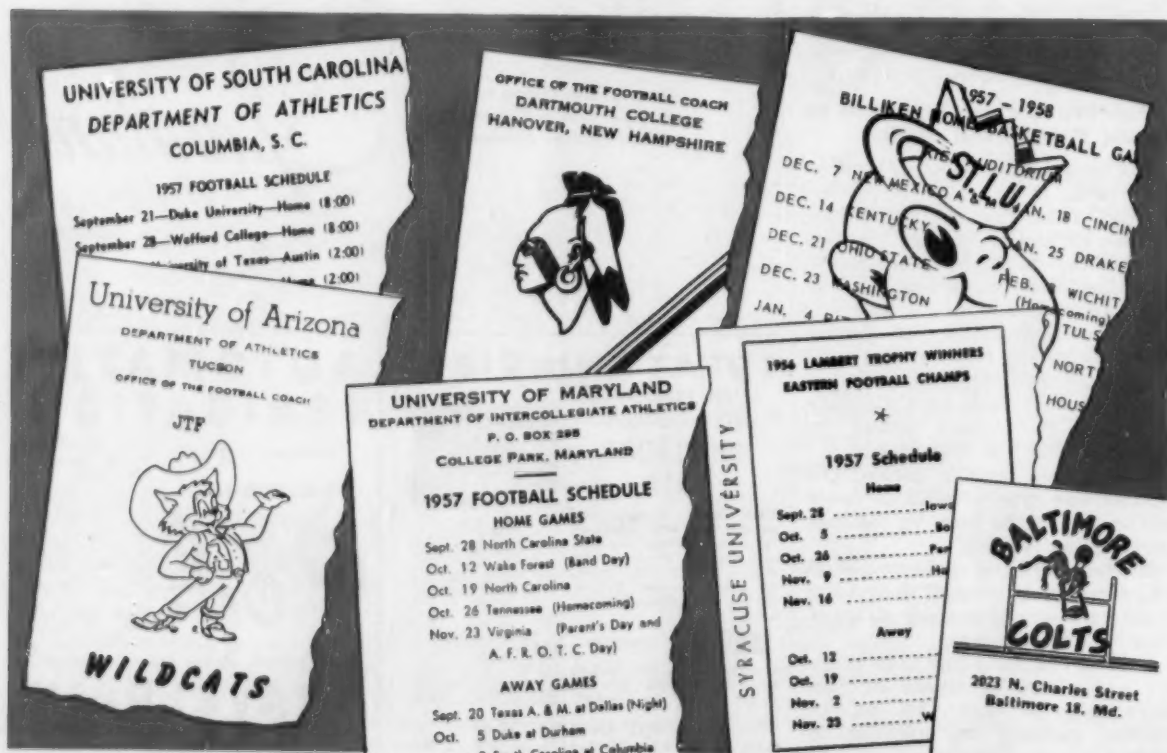 UNIVERSITY OF SOUTH CAROLINA
DEPARTMENT OF ATHLETICS
COLUMBIA, S. C.
1957 FOOTBALL SCHEDULE
September 21—Duke University—Home (8:00)
September 28—Wofford College—Home (8:00)
University of Texas—Austin (2:00)
Home (2:00)
OFFICE OF THE FOOTBALL COACH
DARTMOUTH COLLEGE
HANOVER, NEW HAMPSHIRE
1957 - 1958
BILLIKEN HOME BASKETBALL GA
AUDITORIUM
ST. L.U.
DEC. 7 NEW MEXICO A & M
JAN. 18 CINCIN
DEC. 14 KENTUCKY
JAN. 25 DRAKE
DEC. 21 OHIO STATE
FEB. WICHIT
(Homecoming)
DEC. 23 WASHINGTON
TULS
JAN. 4
NORT
HOUS
University of Arizona
DEPARTMENT OF ATHLETICS
TUCSON
OFFICE OF THE FOOTBALL COACH
JTF
WILDCATS
UNIVERSITY OF MARYLAND
DEPARTMENT OF INTERCOLLEGIATE ATHLETICS
P. O. BOX 295
COLLEGE PARK, MARYLAND
1957 FOOTBALL SCHEDULE
HOME GAMES
Sept. 28 North Carolina State
Oct. 12 Wake Forest (Band Day)
Oct. 19 North Carolina
Oct. 26 Tennessee (Homecoming)
Nov. 23 Virginia (Parent's Day and
A. F. R. O. T. C. Day)
AWAY GAMES
Sept. 20 Texas A. & M. at Dallas (Night)
Oct. 5 Duke at Durham
South Carolina at Columbia
SYRACUSE UNIVERSITY
1956 LAMBERT TROPHY WINNERS
EASTERN FOOTBALL CHAMPS
*
1957 Schedule
Home
Sept. 28 ..........Iowa
Oct. 5 ..........Bo
Oct. 26 ..........Pen
Nov. 9 ..........Ho
Nov. 16 ..........
Away
Oct. 12 ..........
Oct. 19 ..........
Nov. 2 ..........
Nov. 23 ..........W
BALTIMORE
COLTS
2023 N. Charles Street
Baltimore 18, Md.